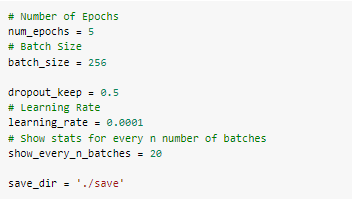 # Number of Epochs
num_epochs = 5
# Batch Size
batch_size = 256
dropout_keep = 0.5
# Learning Rate
learning_rate = 0.0001
# Show stats for every n number of batches
show_every_n_batches = 20
save_dir = './save'